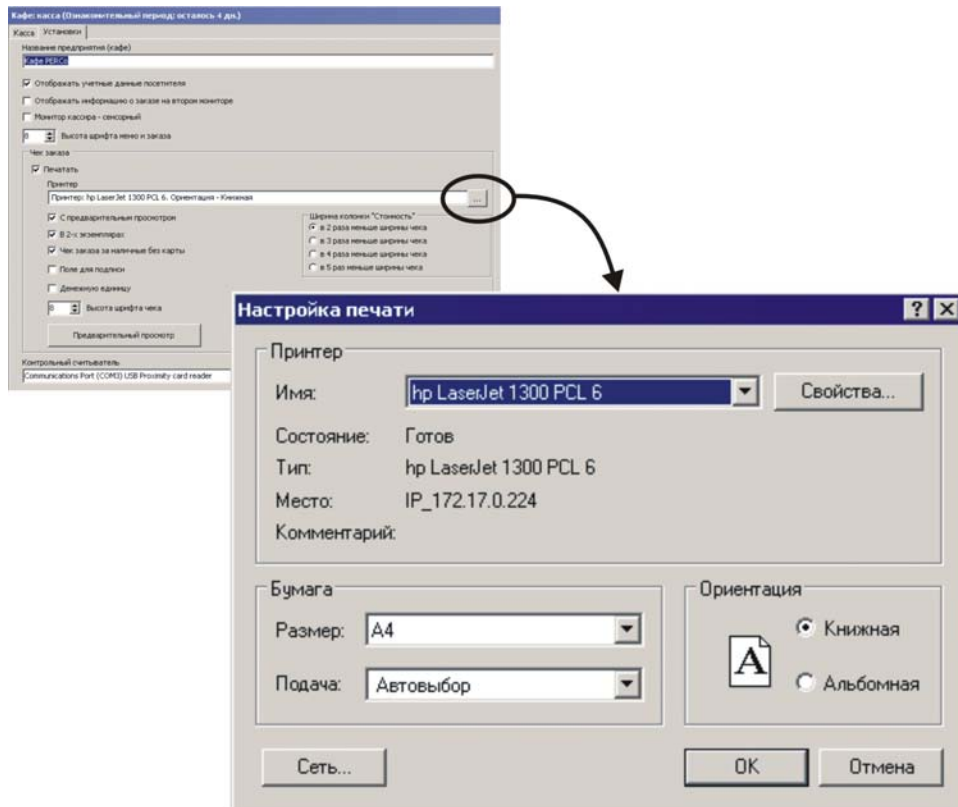 Кафе: касса (Ознакомительный период: осталось 4 дн.)
Касса Установки
Название предприятия (кафе)
Кафе PERCo
Отображать учетные данные посетителя
Отображать информацию о заказе на втором мониторе
Монитор кассира - сенсорный
8 Высота шрифта меню и заказа
Чек заказа
Печатать
Принтер
Принтер: hp LaserJet 1300 PCL 6. Ориентация - Книжная
...
С предварительным просмотром
В 2-х экземплярах
Чек заказа за наличные без карты
Поле для подписи
Денежную единицу
8 Высота шрифта чека
Предварительный просмотр
Ширина колонки "Стоимость"
в 2 раза меньше ширины чека
в 3 раза меньше ширины чека
в 4 раза меньше ширины чека
в 5 раз меньше ширины чека
Контрольный считыватель
Communications Port (COM3) USB Proximity card reader
Настройка печати
Принтер
Имя: hp LaserJet 1300 PCL 6 Свойства...
Состояние: Готов
Тип: hp LaserJet 1300 PCL 6
Место: IP_172.17.0.224
Комментарий:
Бумага
Размер: A4
Подача: Автовыбор
Ориентация
A
Книжная
Альбомная
Сеть... OK Отмена